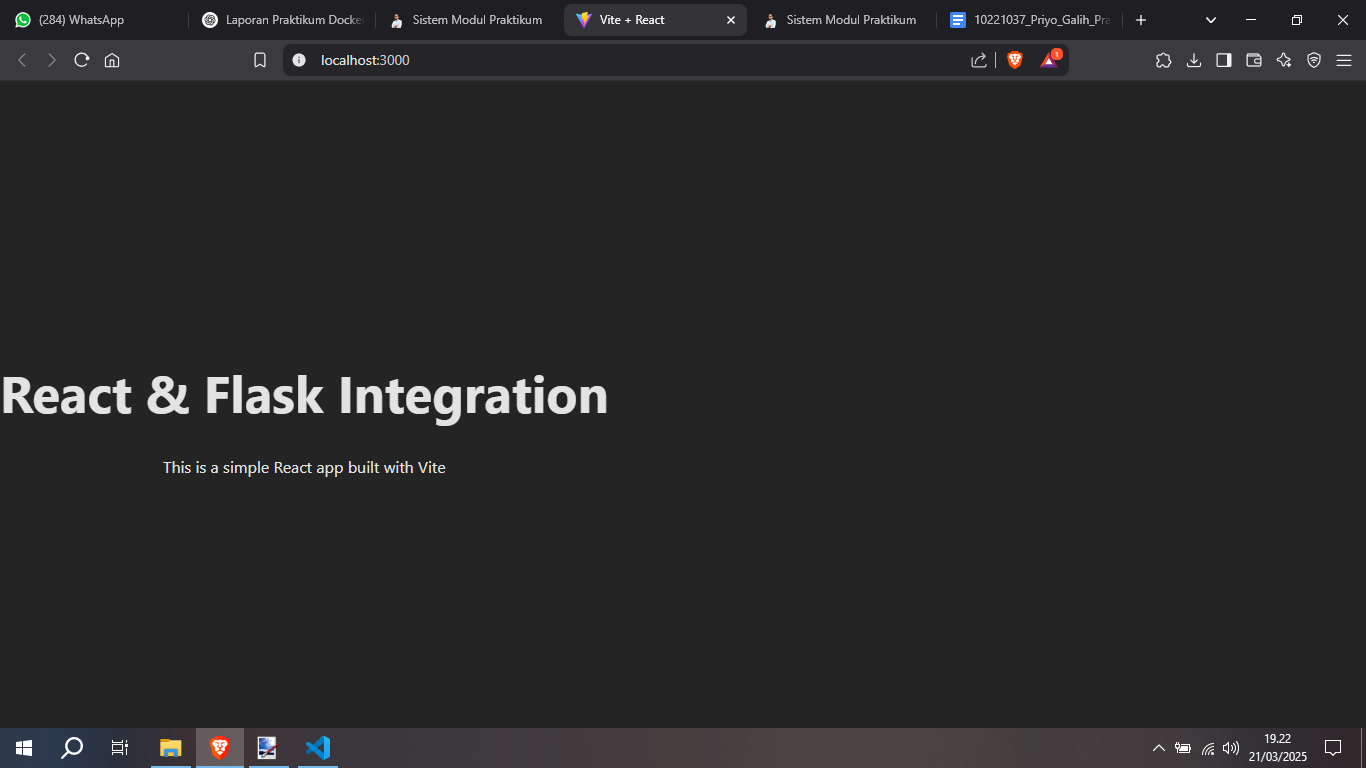 (284) WhatsApp
Laporan Praktikum Docke
Sistem Modul Praktikum
Vite + React
Sistem Modul Praktikum
10221037_Priyo_Galih_Pra
localhost:3000
1
React & Flask Integration
This is a simple React app built with Vite
19.22
21/03/2025